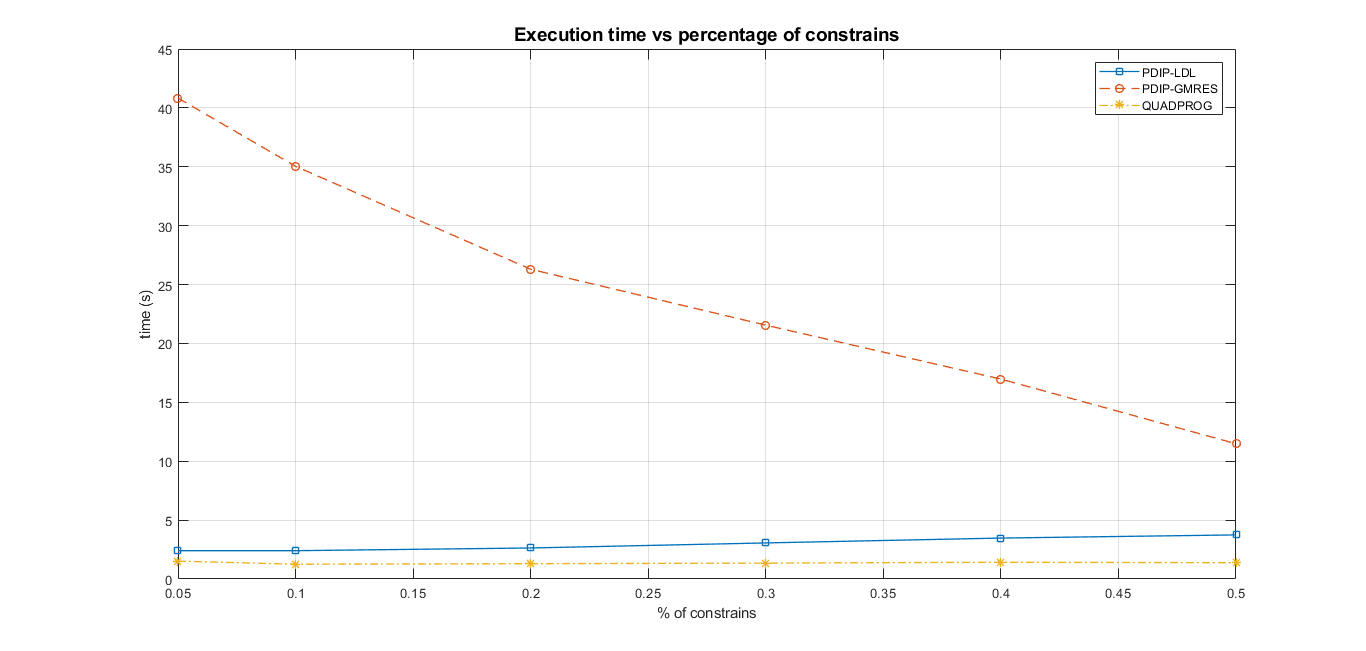 Execution time vs percentage of constrains
PDIP-LDL
PDIP-GMRES
QUADPROG
time (s)
45
40
35
30
25
20
15
10
5
0
0.05 0.1 0.15 0.2 0.25 0.3 0.35 0.4 0.45 0.5
% of constrains